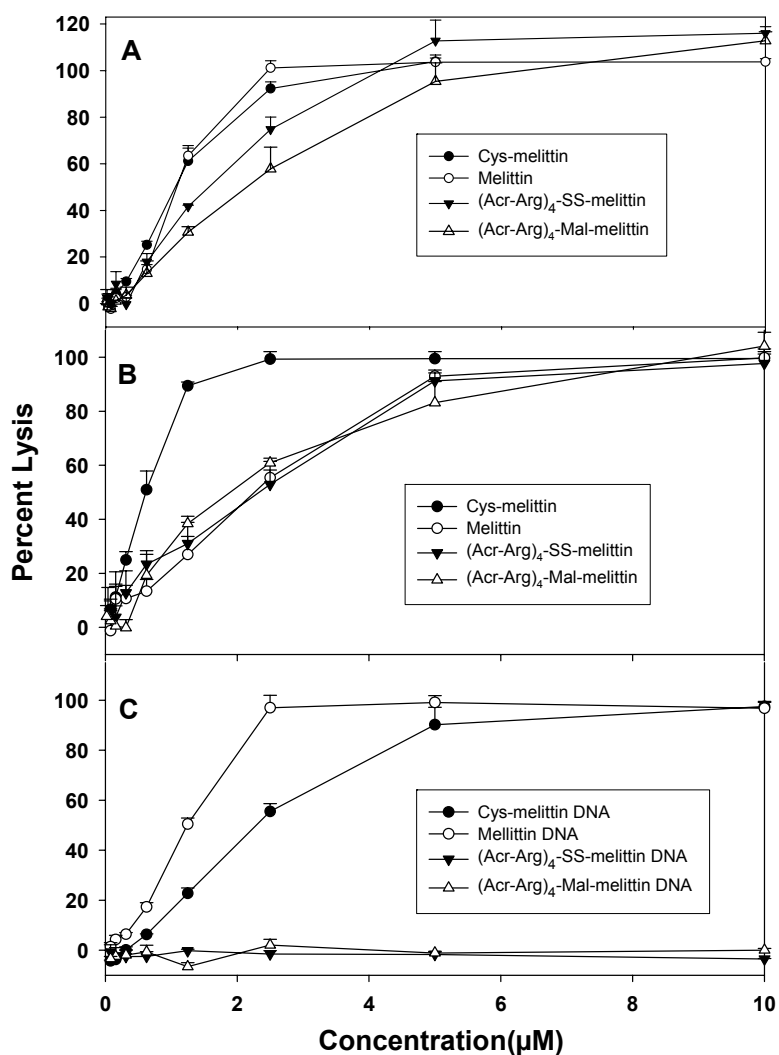 A
120
100
80
60
40
20
0
Cys-melittin
Melittin
(Acr-Arg)4-SS-melittin
(Acr-Arg)4-Mal-melittin
B
100
80
60
40
20
0
Cys-melittin
Melittin
(Acr-Arg)4-SS-melittin
(Acr-Arg)4-Mal-melittin
Percent Lysis
C
100
80
60
40
20
0
Cys-melittin DNA
Mellittin DNA
(Acr-Arg)4-SS-melittin DNA
(Acr-Arg)4-Mal-melittin DNA
0 2 4 6 8 10
Concentration(µM)